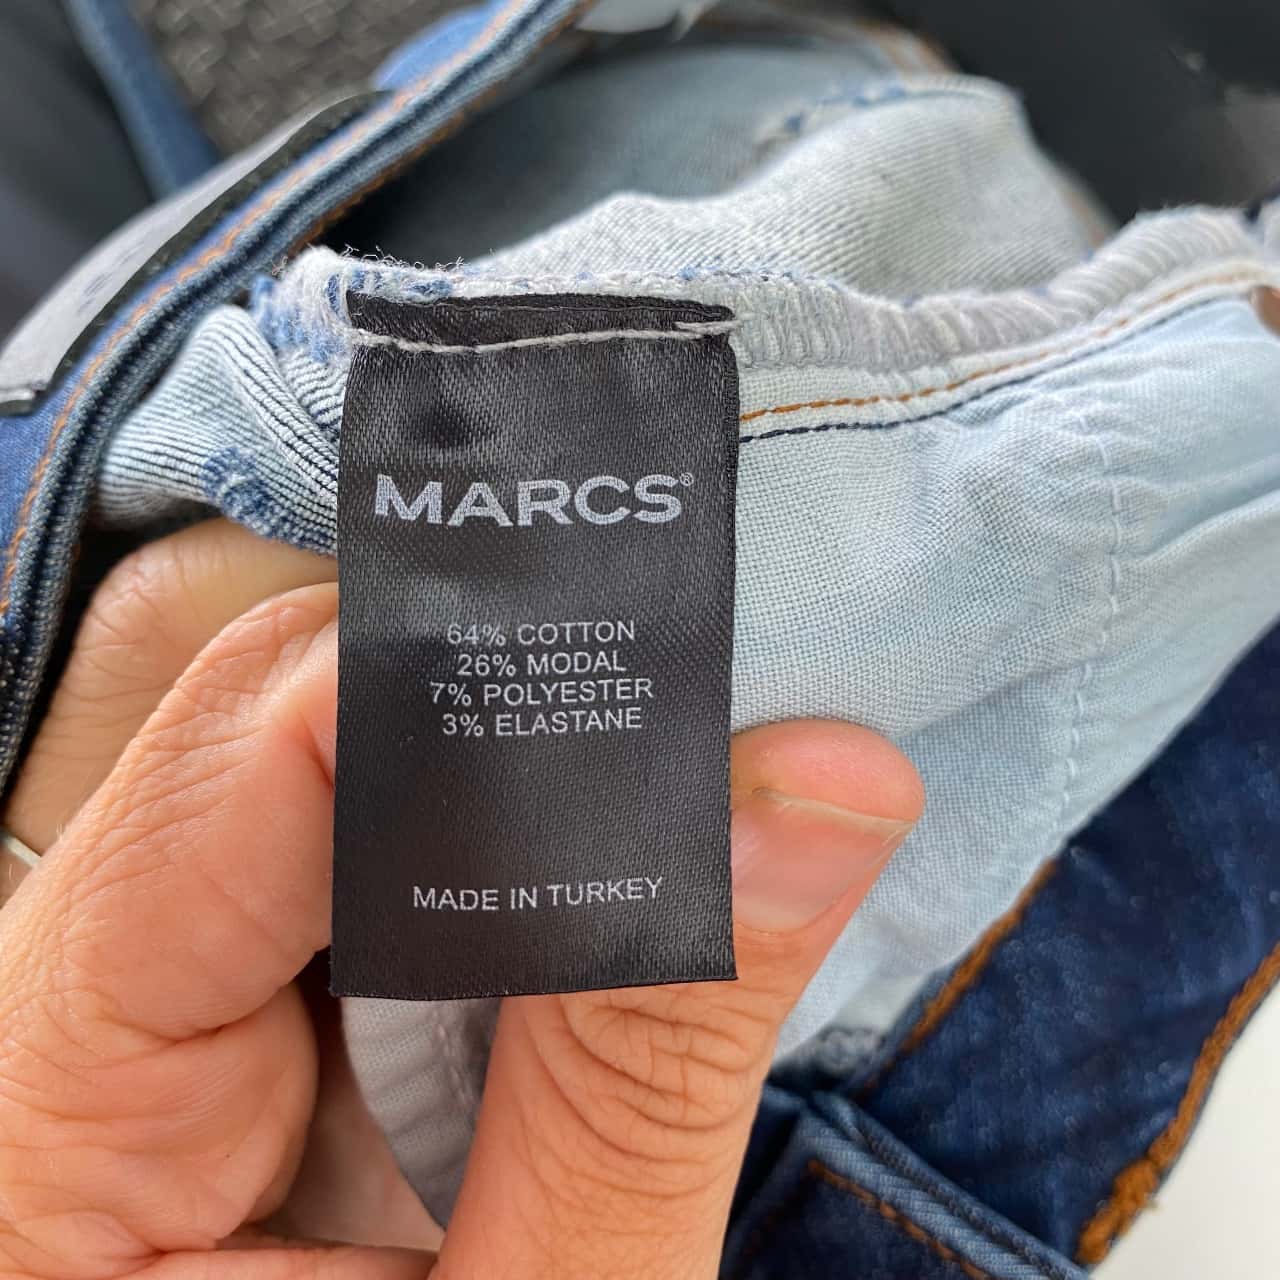 MARCS®
64% COTTON
26% MODAL
7% POLYESTER
3% ELASTANE
MADE IN TURKEY